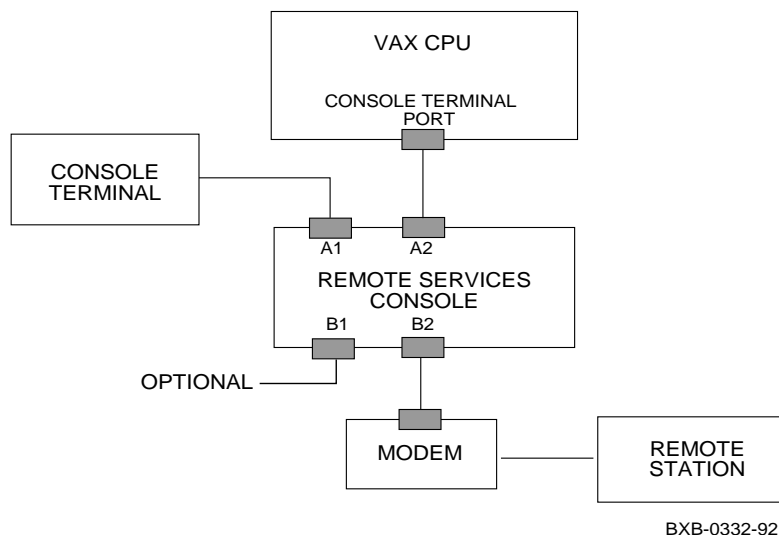 VAX CPU
CONSOLE TERMINAL
PORT
CONSOLE
TERMINAL
A1
A2
REMOTE SERVICES
CONSOLE
B1
B2
OPTIONAL
MODEM
REMOTE
STATION
BXB-0332-92